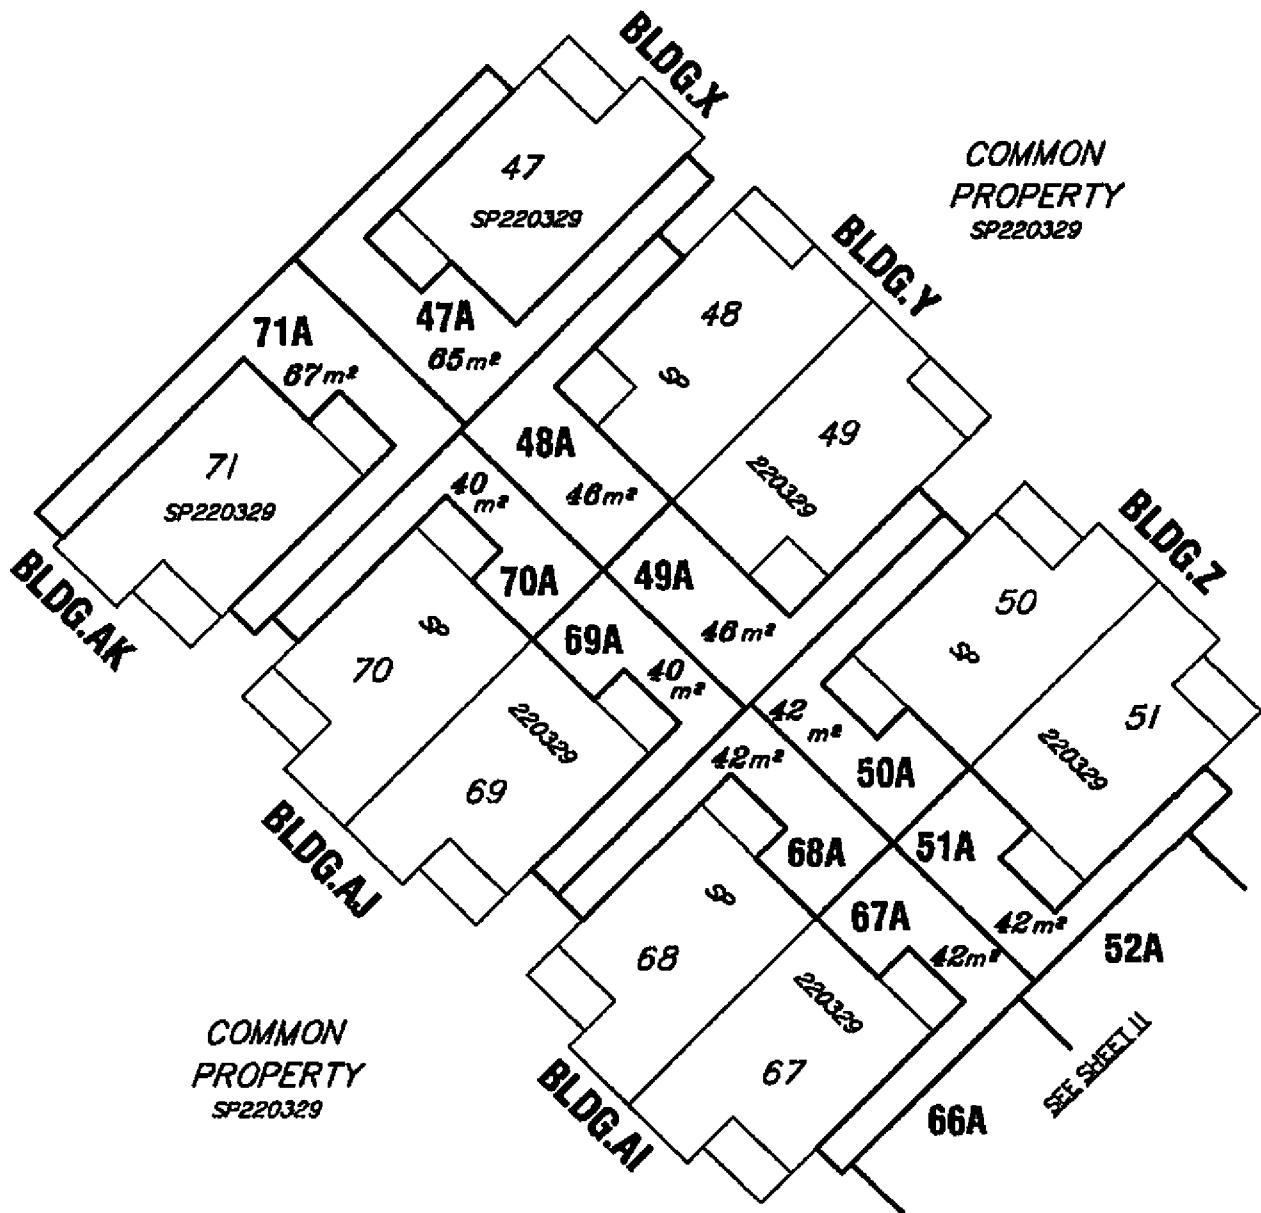 BLDG.X
COMMON
PROPERTY
SP220329
47
SP220329
BLDG.Y
47A
65m²
71A
67m²
48
SP
49
220329
71
SP220329
48A
46m²
BLDG.AK
40
m²
70A
49A
46m²
BLDG.Z
50
SP
51
220329
70
SP
69A
40
m²
220329
69
BLDG.AJ
42
m²
50A
42m²
68A
51A
42m²
67A
42m²
52A
SP
68
220329
67
BLDG.AI
COMMON
PROPERTY
SP220329
SEE SHEET 11
66A